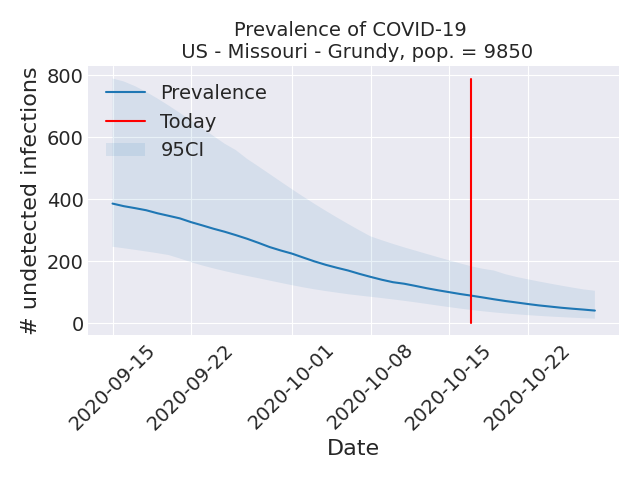 Prevalence of COVID-19
US - Missouri - Grundy, pop. = 9850
# undetected infections
800
600
400
200
0
Prevalence
Today
95CI
2020-09-15
2020-09-22
2020-10-01
2020-10-08
2020-10-15
2020-10-22
Date